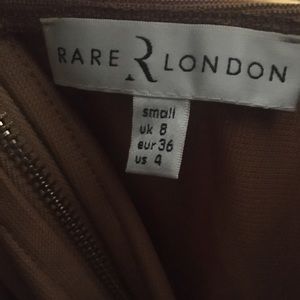 RARE R LONDON
small
uk 8
eur 36
us 4